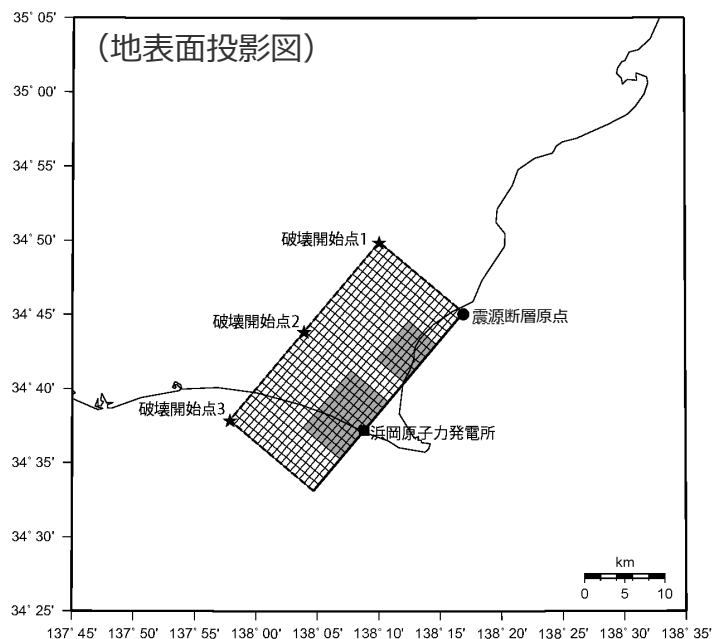 （地表面投影図）
35˚ 05'
35˚ 00'
34˚ 55'
34˚ 50'
34˚ 45'
34˚ 40'
34˚ 35'
34˚ 30'
34˚ 25'
破壊開始点1
破壊開始点2
震源断層原点
破壊開始点3
浜岡原子力発電所
km
0 5 10
137˚ 45' 137˚ 50' 137˚ 55' 138˚ 00' 138˚ 05' 138˚ 10' 138˚ 15' 138˚ 20' 138˚ 25' 138˚ 30' 138˚ 35'